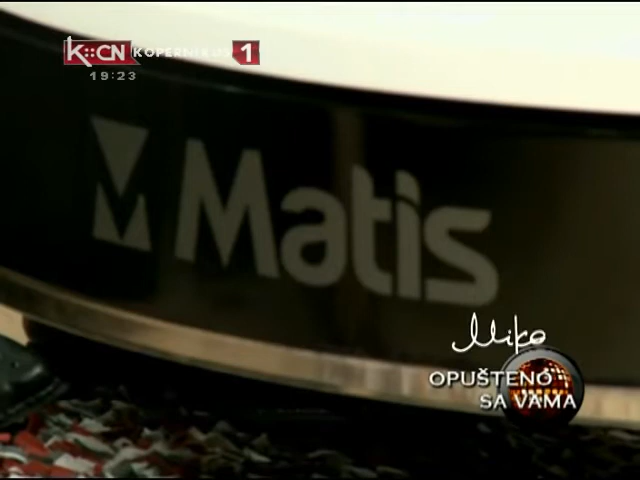 K::CN KOPERNIKUS 1
19:23
Matis
Miko
OPUŠTENO
SA VAMA